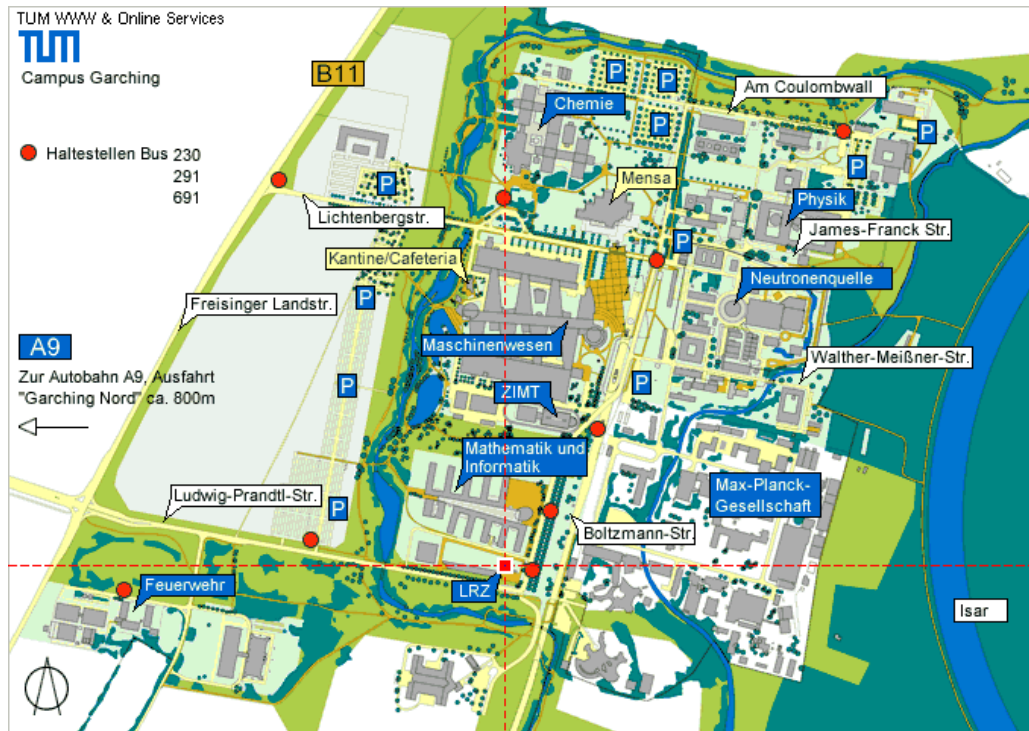 TUM WWW & Online Services
TUM
Campus Garching
B11
Haltestellen Bus 230
291
691
Am Coulombwall
Chemie
P
P
P
P
P
Mensa
P
Physik
Lichtenbergstr.
James-Franck Str.
P
Kantine/Cafeteria
Neutronenquelle
Freisinger Landstr.
P
A9
Maschinenwesen
Walther-Meißner-Str.
Zur Autobahn A9, Ausfahrt
"Garching Nord" ca. 800m
P
P
ZIMT
Mathematik und
Informatik
Max-Planck-
Gesellschaft
Ludwig-Prandtl-Str.
P
Boltzmann-Str.
Feuerwehr
LRZ
Isar